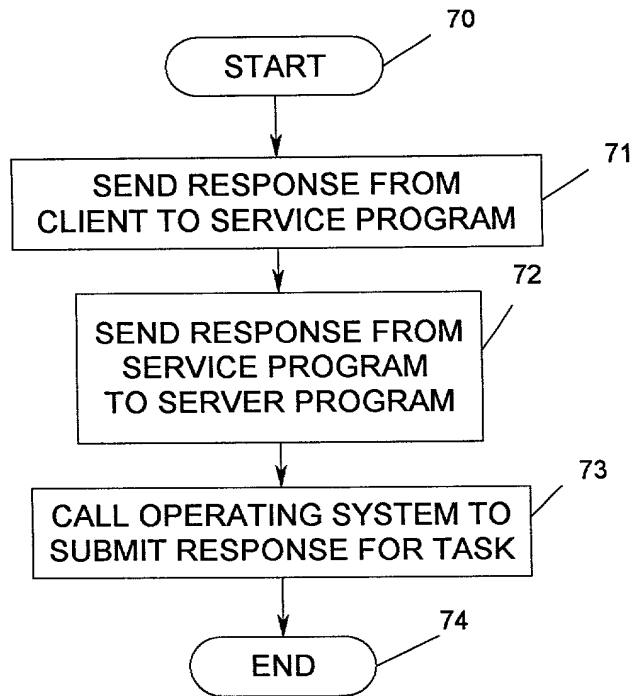 70
START
71
SEND RESPONSE FROM
CLIENT TO SERVICE PROGRAM
72
SEND RESPONSE FROM
SERVICE PROGRAM
TO SERVER PROGRAM
73
CALL OPERATING SYSTEM TO
SUBMIT RESPONSE FOR TASK
74
END